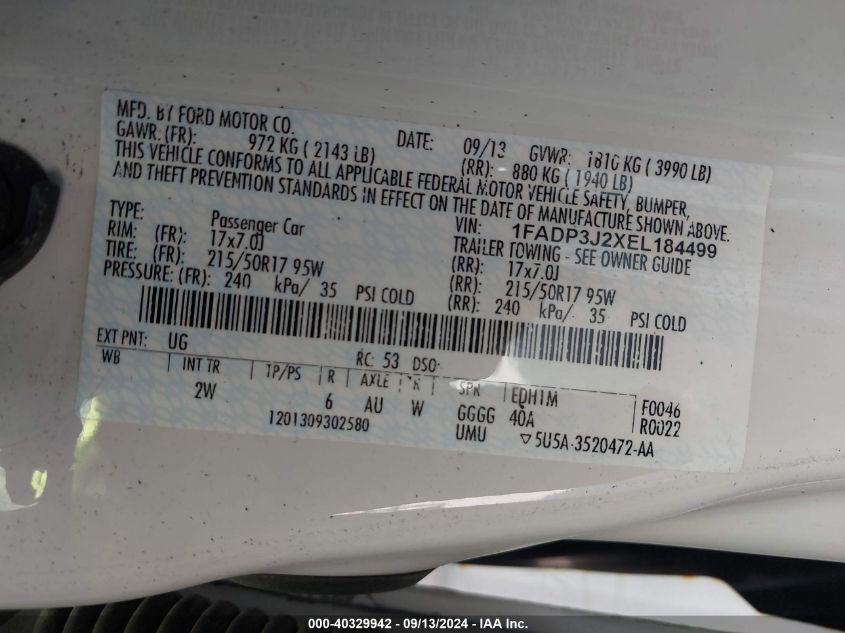 MFD. BY FORD MOTOR CO.
DATE: 09/13 GVWR: 1810 KG ( 3990 LB)
GAWR: (FR): 972 KG ( 2143 LB) (RR): 880 KG ( 1940 LB)
THIS VEHICLE CONFORMS TO ALL APPLICABLE FEDERAL MOTOR VEHICLE SAFETY, BUMPER,
AND THEFT PREVENTION STANDARDS IN EFFECT ON THE DATE OF MANUFACTURE SHOWN ABOVE.
VIN: 1FADP3J2XEL184499
TYPE: Passenger Car TRAILER TOWING - SEE OWNER GUIDE
RIM: (FR): 17x7.0J (RR): 17x7.0J
TIRE: (FR): 215/50R17 95W (RR): 215/50R17 95W
PRESSURE: (FR): 240 kPa/ 35 PSI COLD (RR): 240 kPa/ 35 PSI COLD
EXT PNT: UG RC: 53 DSO:
WB INT TR TP/PS R AXLE TR SPR EDH1M F0046
2W 6 AU W GGGG 40A R0022
1201309302580 UMU ▽5U5A-3520472-AA
000-40329942 - 09/13/2024 - IAA Inc.